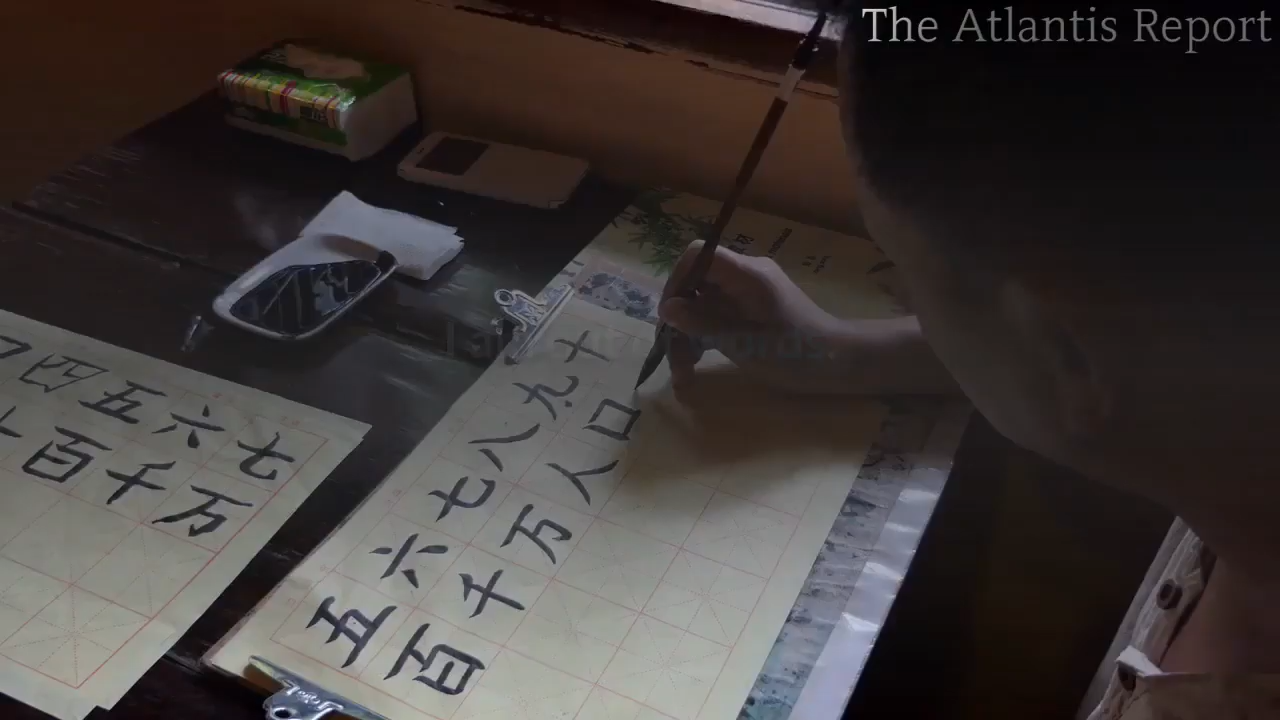 The Atlantis Report
四五六七
百千万
五六七八九十
百千万人口